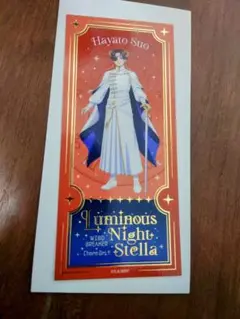 Hayato Suo
Luminous
WIND
BREAKER
Night
Stella